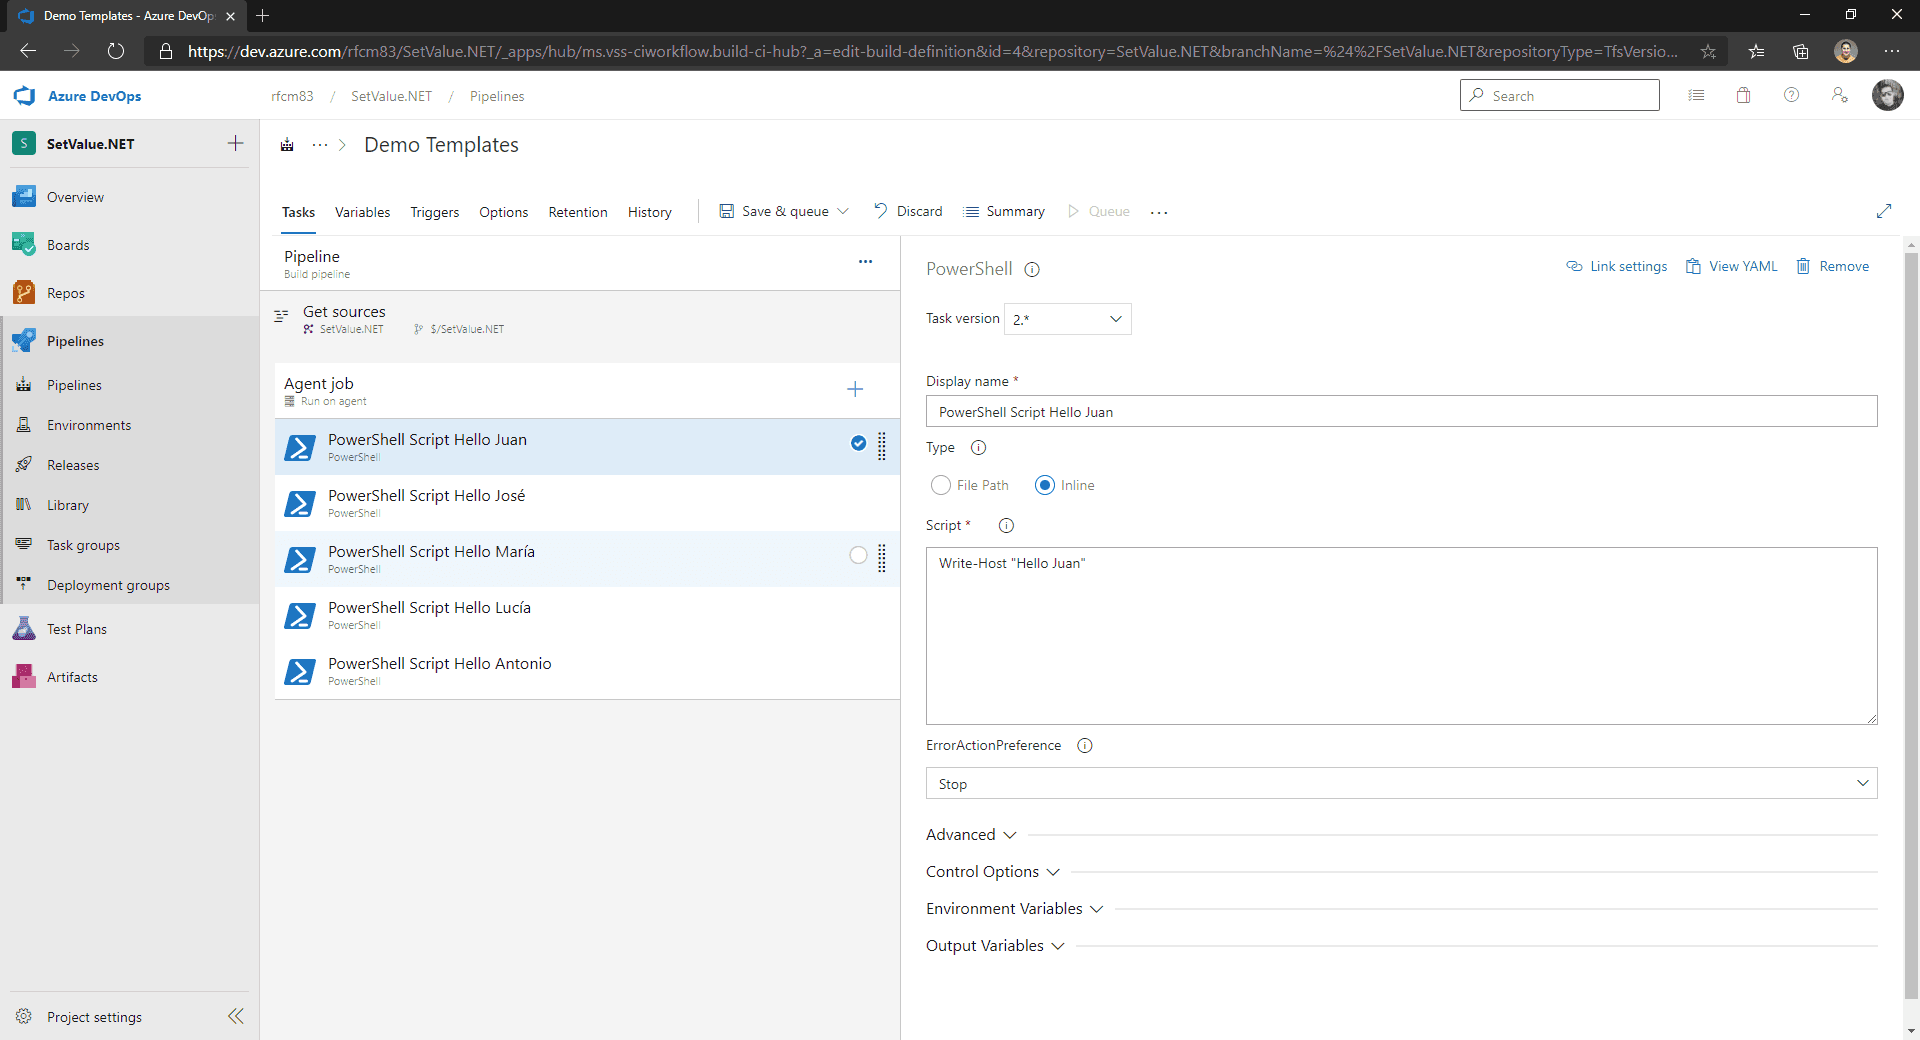 Demo Templates - Azure DevOp
https://dev.azure.com/rfcm83/SetValue.NET/_apps/hub/ms.vss-ciworkflow.build-ci-hub?_a=edit-build-definition&id=4&repository=SetValue.NET&branchName=%24%2FSetValue.NET&repositoryType=TfsVersio...
Azure DevOps
rfcm83 / SetValue.NET / Pipelines
Search
S SetValue.NET
Overview
Boards
Repos
Pipelines
Pipelines
Environments
Releases
Library
Task groups
Deployment groups
Test Plans
Artifacts
Project settings
Demo Templates
Tasks Variables Triggers Options Retention History Save & queue Discard Summary Queue
Pipeline
Build pipeline
Get sources
SetValue.NET $/SetValue.NET
Agent job
Run on agent
PowerShell Script Hello Juan
PowerShell
PowerShell Script Hello José
PowerShell
PowerShell Script Hello María
PowerShell
PowerShell Script Hello Lucía
PowerShell
PowerShell Script Hello Antonio
PowerShell
PowerShell Link settings View YAML Remove
Task version 2.*
Display name *
PowerShell Script Hello Juan
Type
File Path Inline
Script *
Write-Host "Hello Juan"
ErrorActionPreference
Stop
Advanced
Control Options
Environment Variables
Output Variables